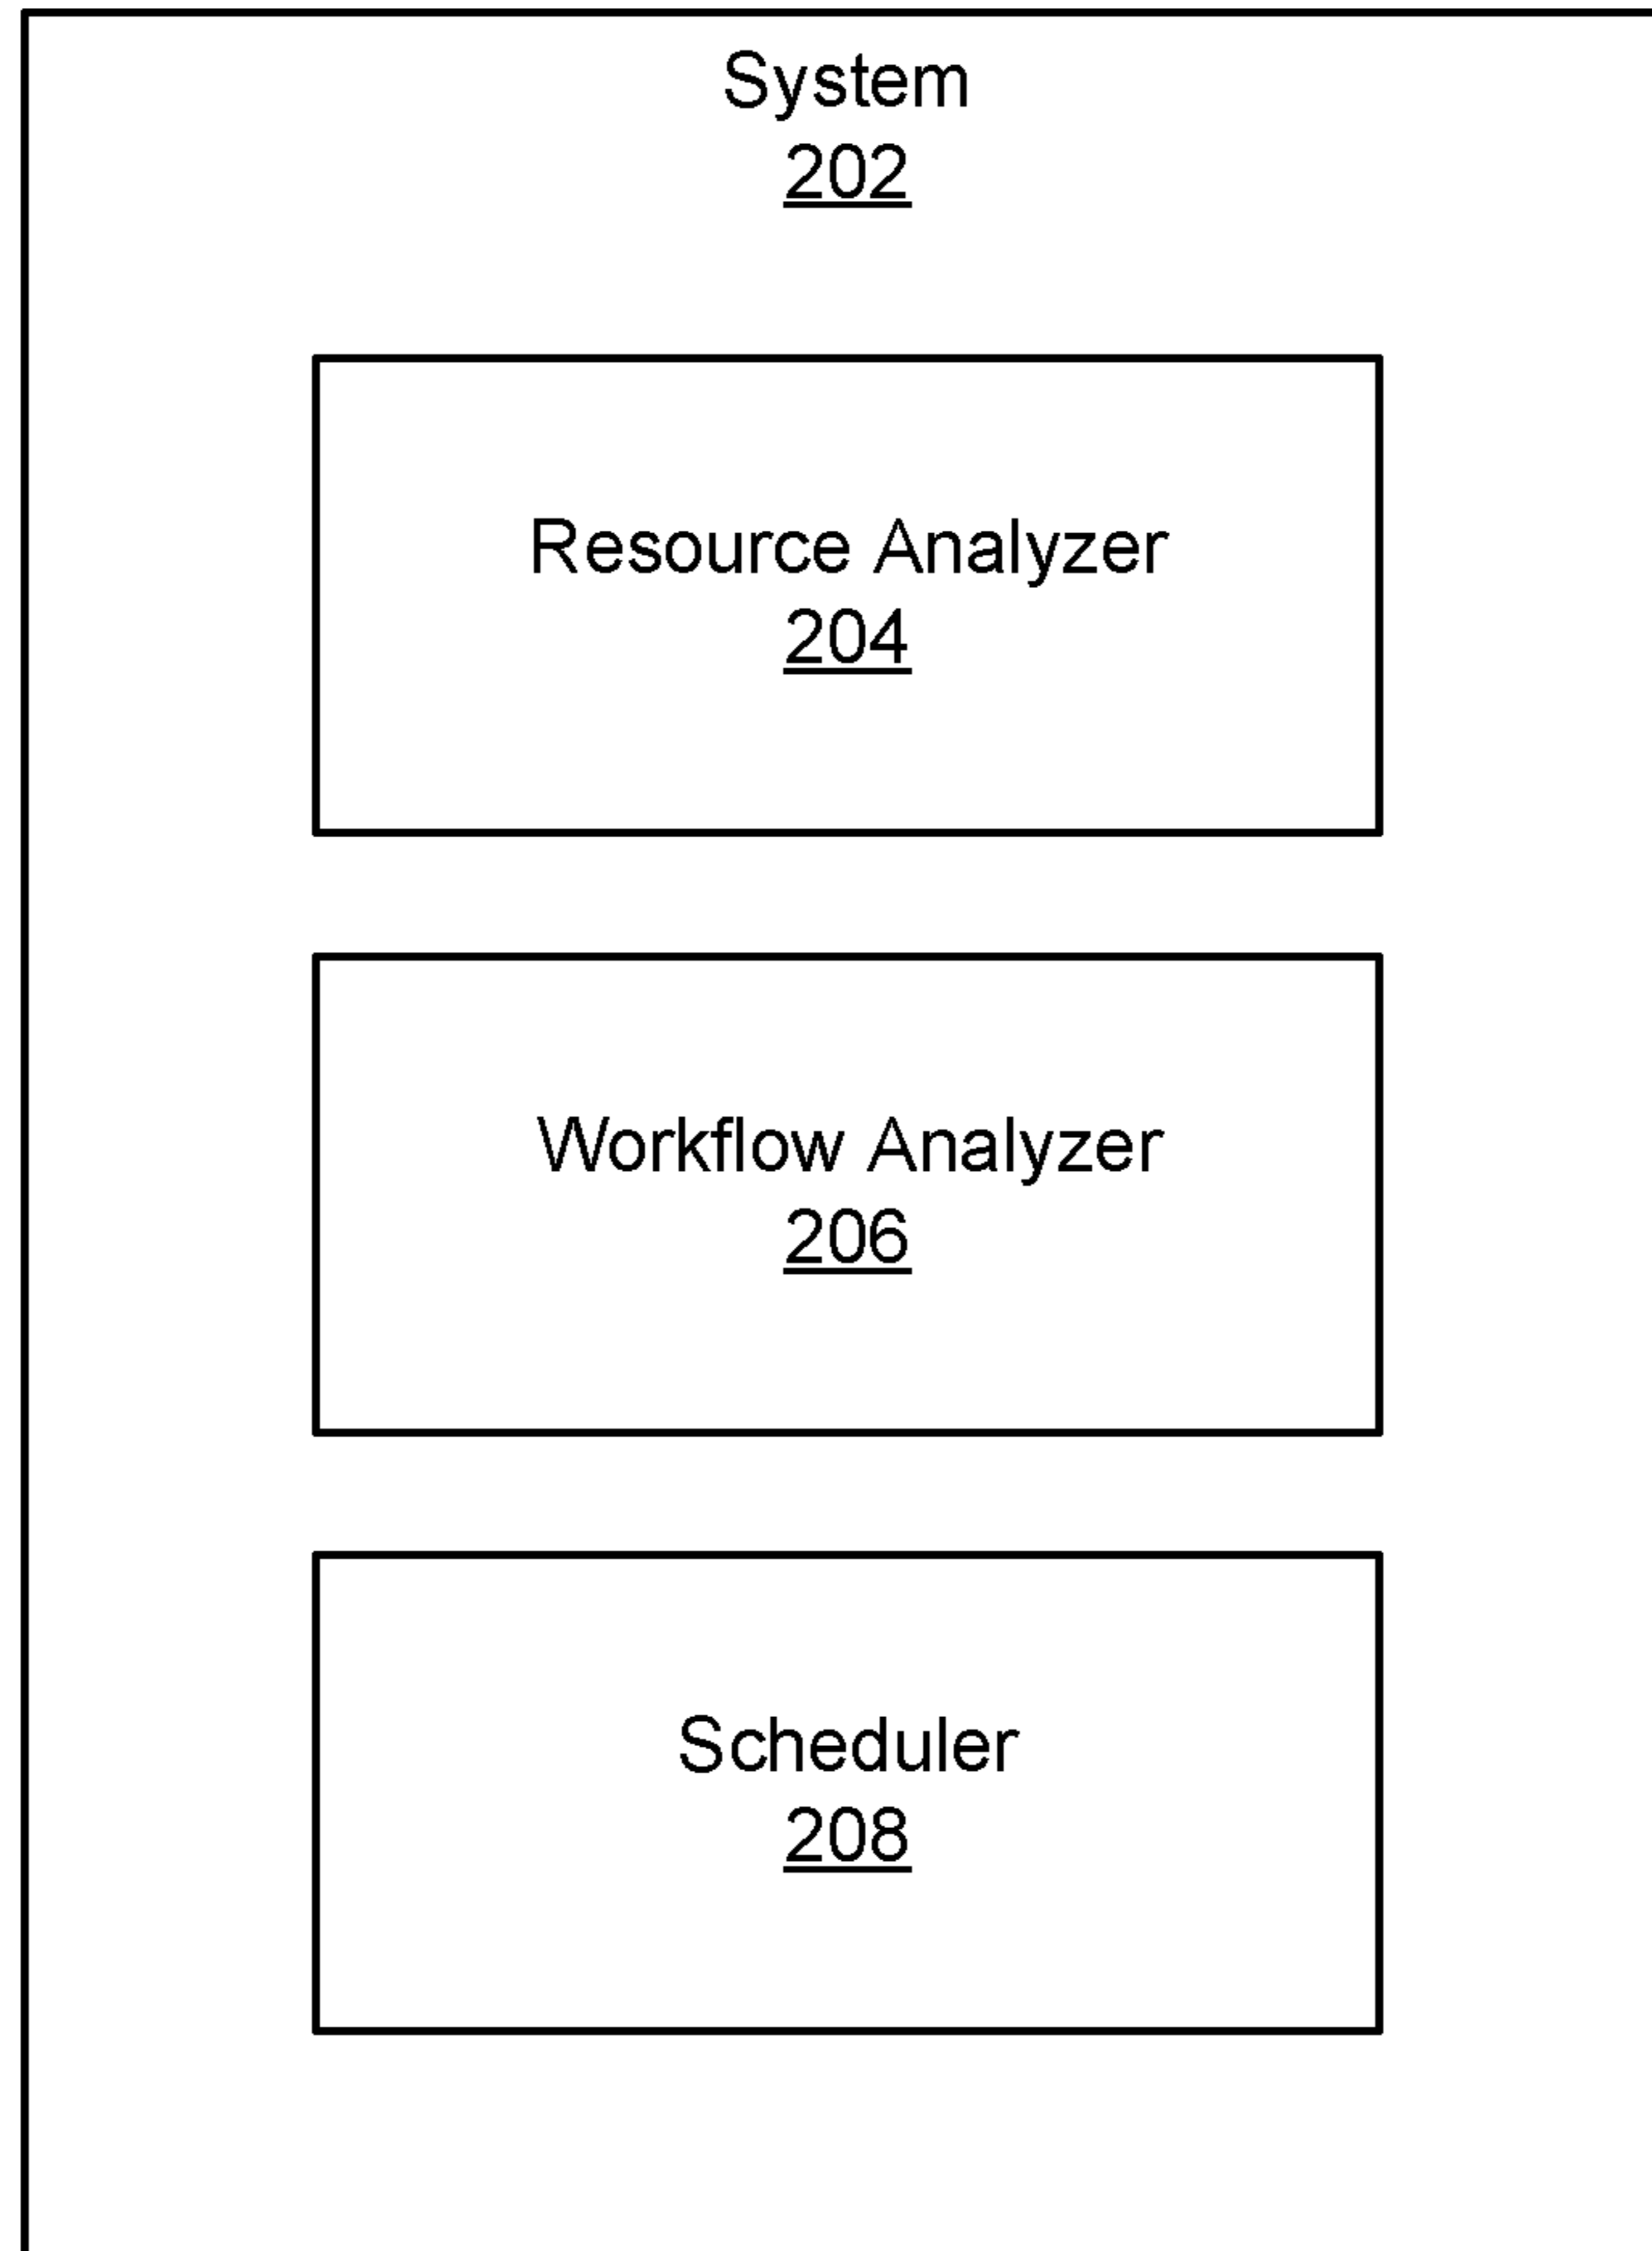 System
202
Resource Analyzer
204
Workflow Analyzer
206
Scheduler
208